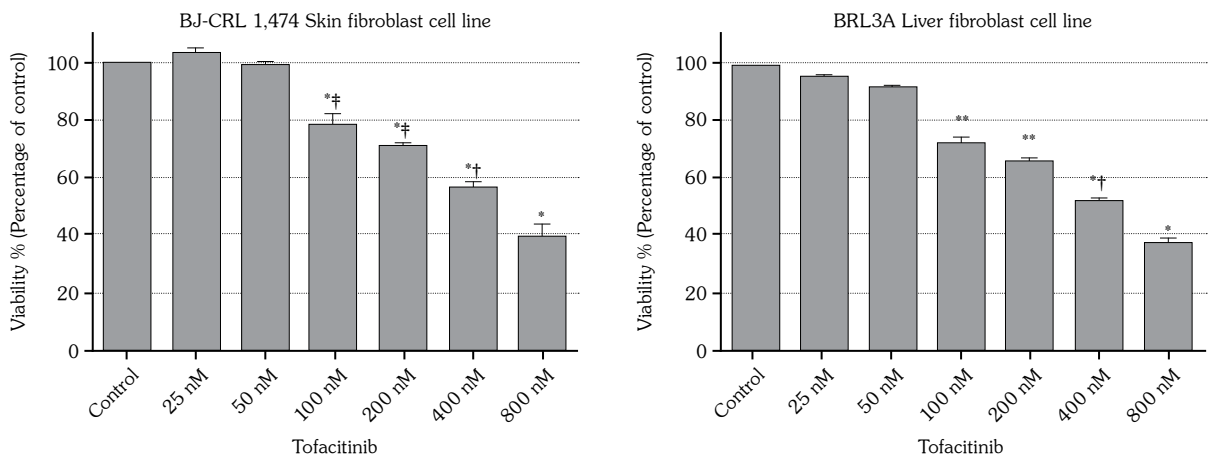 BJ-CRL 1,474 Skin fibroblast cell line
Viability % (Percentage of control)
100
80
60
40
20
0
*‡
*‡
*†
*
Control
25 nM
50 nM
100 nM
200 nM
400 nM
800 nM
Tofacitinib
BRL3A Liver fibroblast cell line
Viability % (Percentage of control)
100
80
60
40
20
0
**
**
*†
*
Control
25 nM
50 nM
100 nM
200 nM
400 nM
800 nM
Tofacitinib